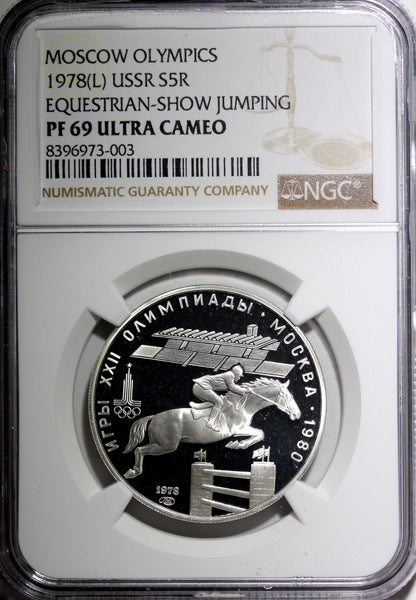 MOSCOW OLYMPICS
1978(L) USSR S5R
EQUESTRIAN-SHOW JUMPING
PF 69 ULTRA CAMEO
8396973-003
NUMISMATIC GUARANTY COMPANY
NGC
ИГРЫ XXII ОЛИМПИАДЫ · МОСКВА · 1980
1978